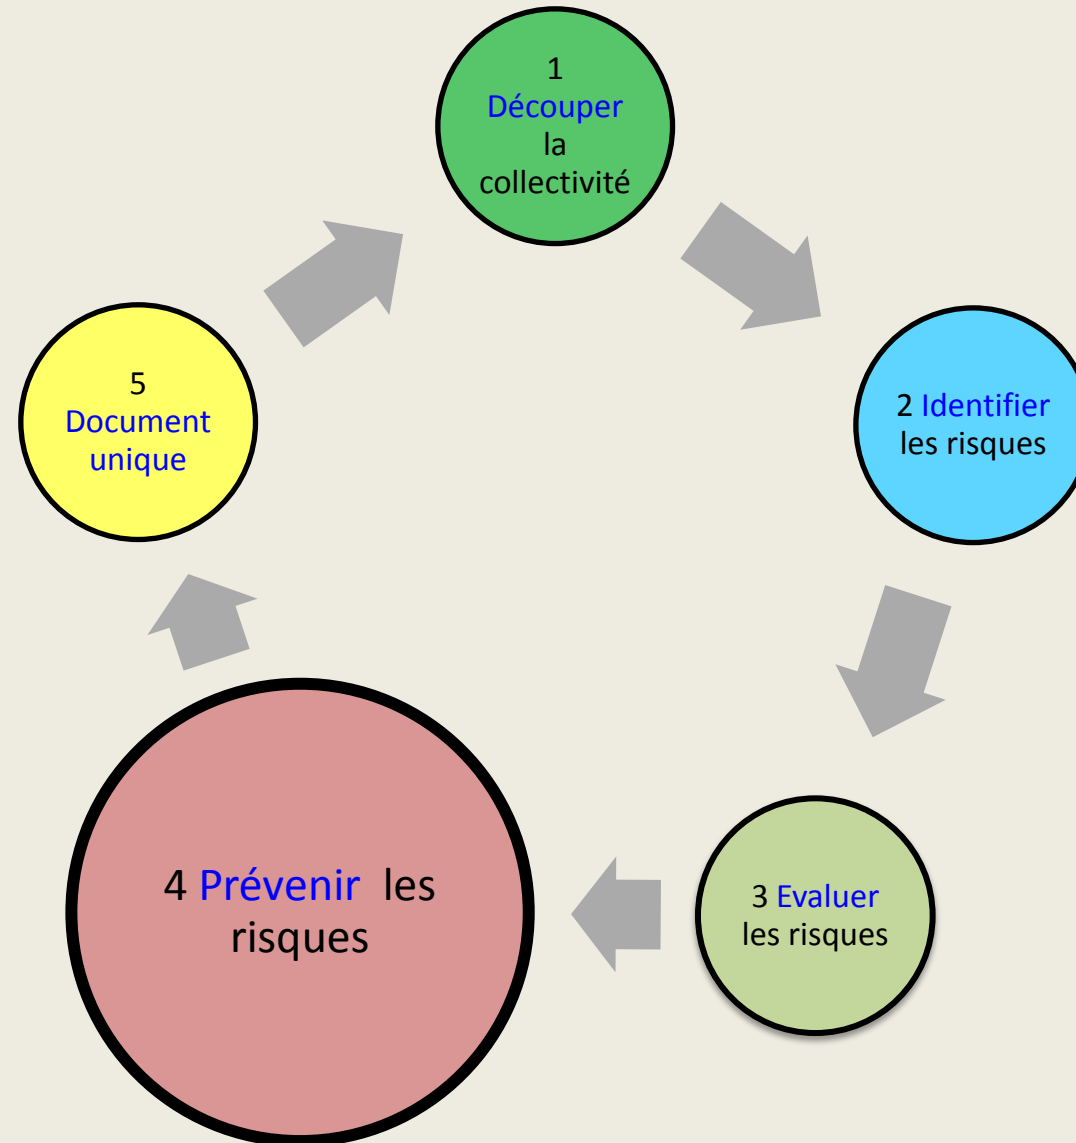 1
Découper
la
collectivité
2 Identifier
les risques
3 Evaluer
les risques
4 Prévenir  les
risques
5
Document
unique